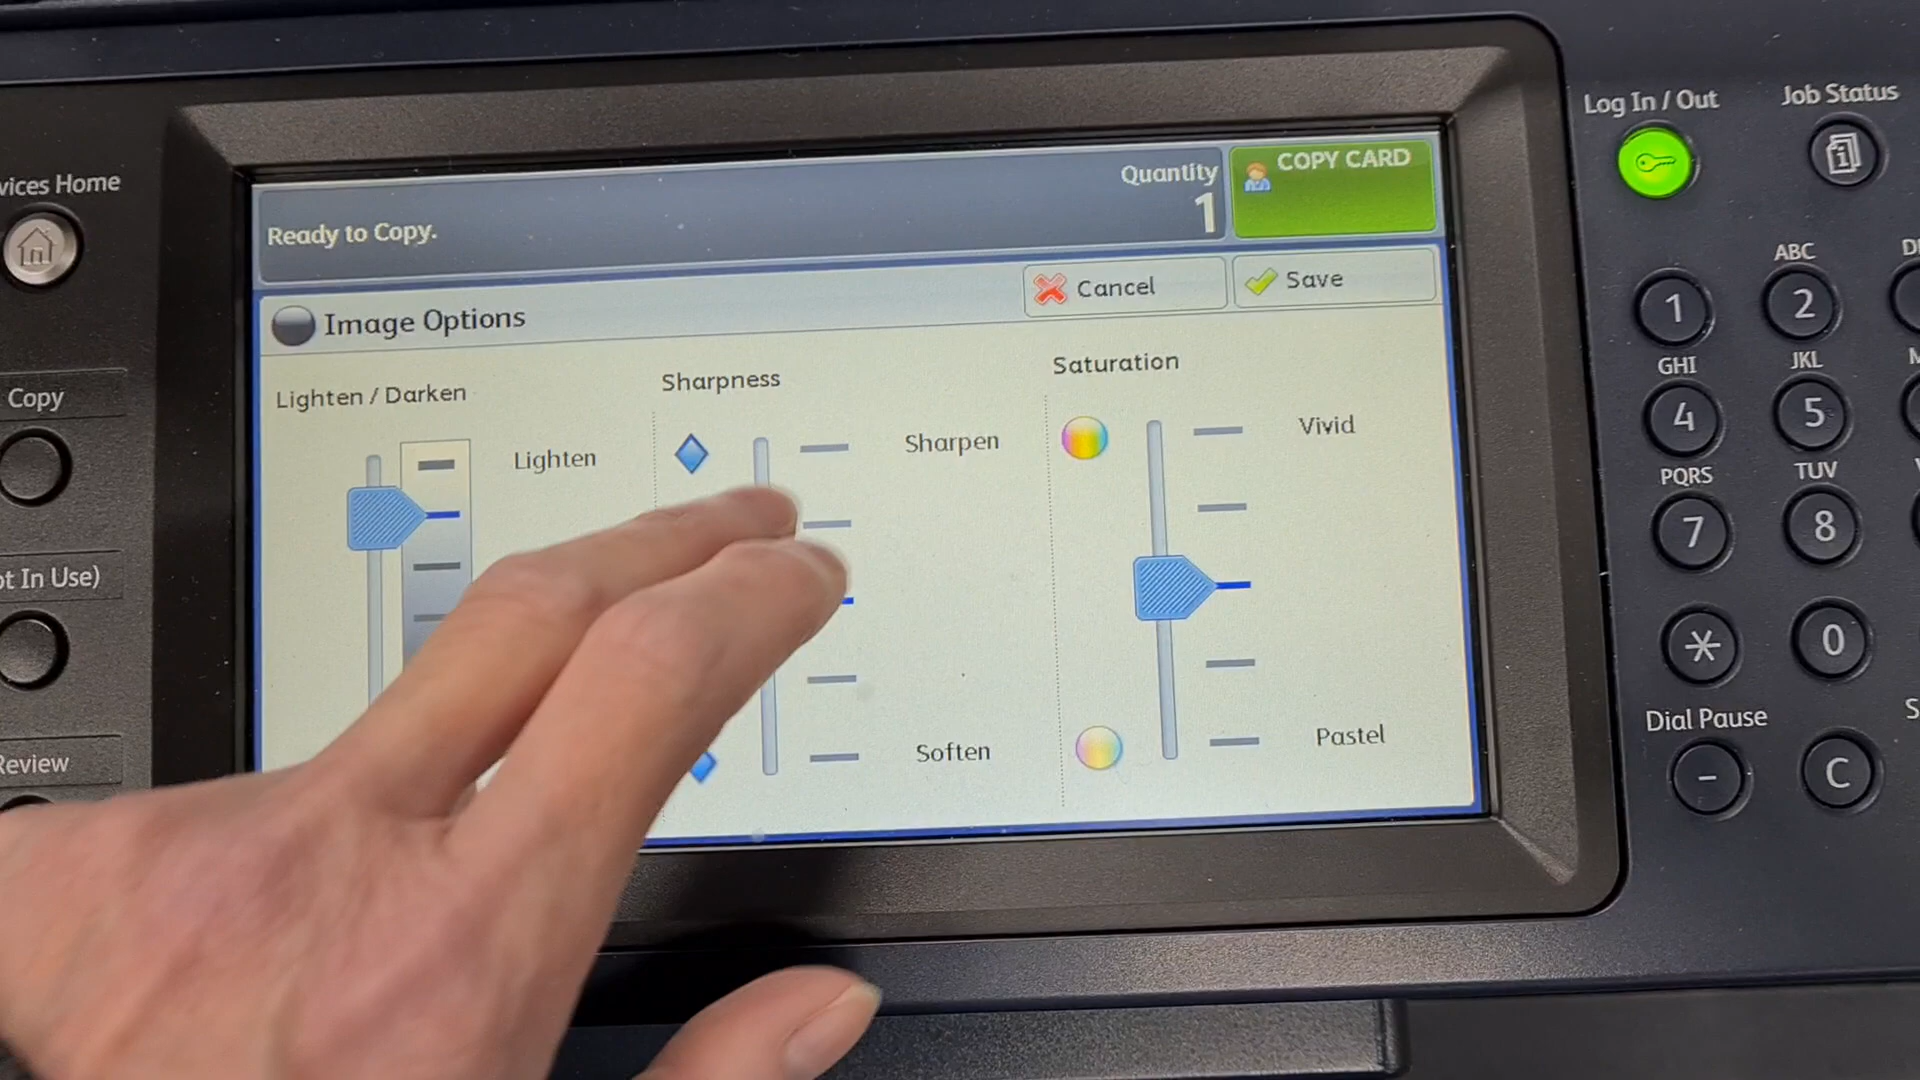 Log In / Out
Job Status
Quantity
1
COPY CARD
Ready to Copy.
Home
Cancel
Save
Image Options
Lighten / Darken
Sharpness
Saturation
Lighten
Sharpen
Vivid
Soften
Pastel
Copy
In Use)
ABC
1
2
GHI
JKL
4
5
PQRS
TUV
7
8
*
0
Dial Pause
-
C